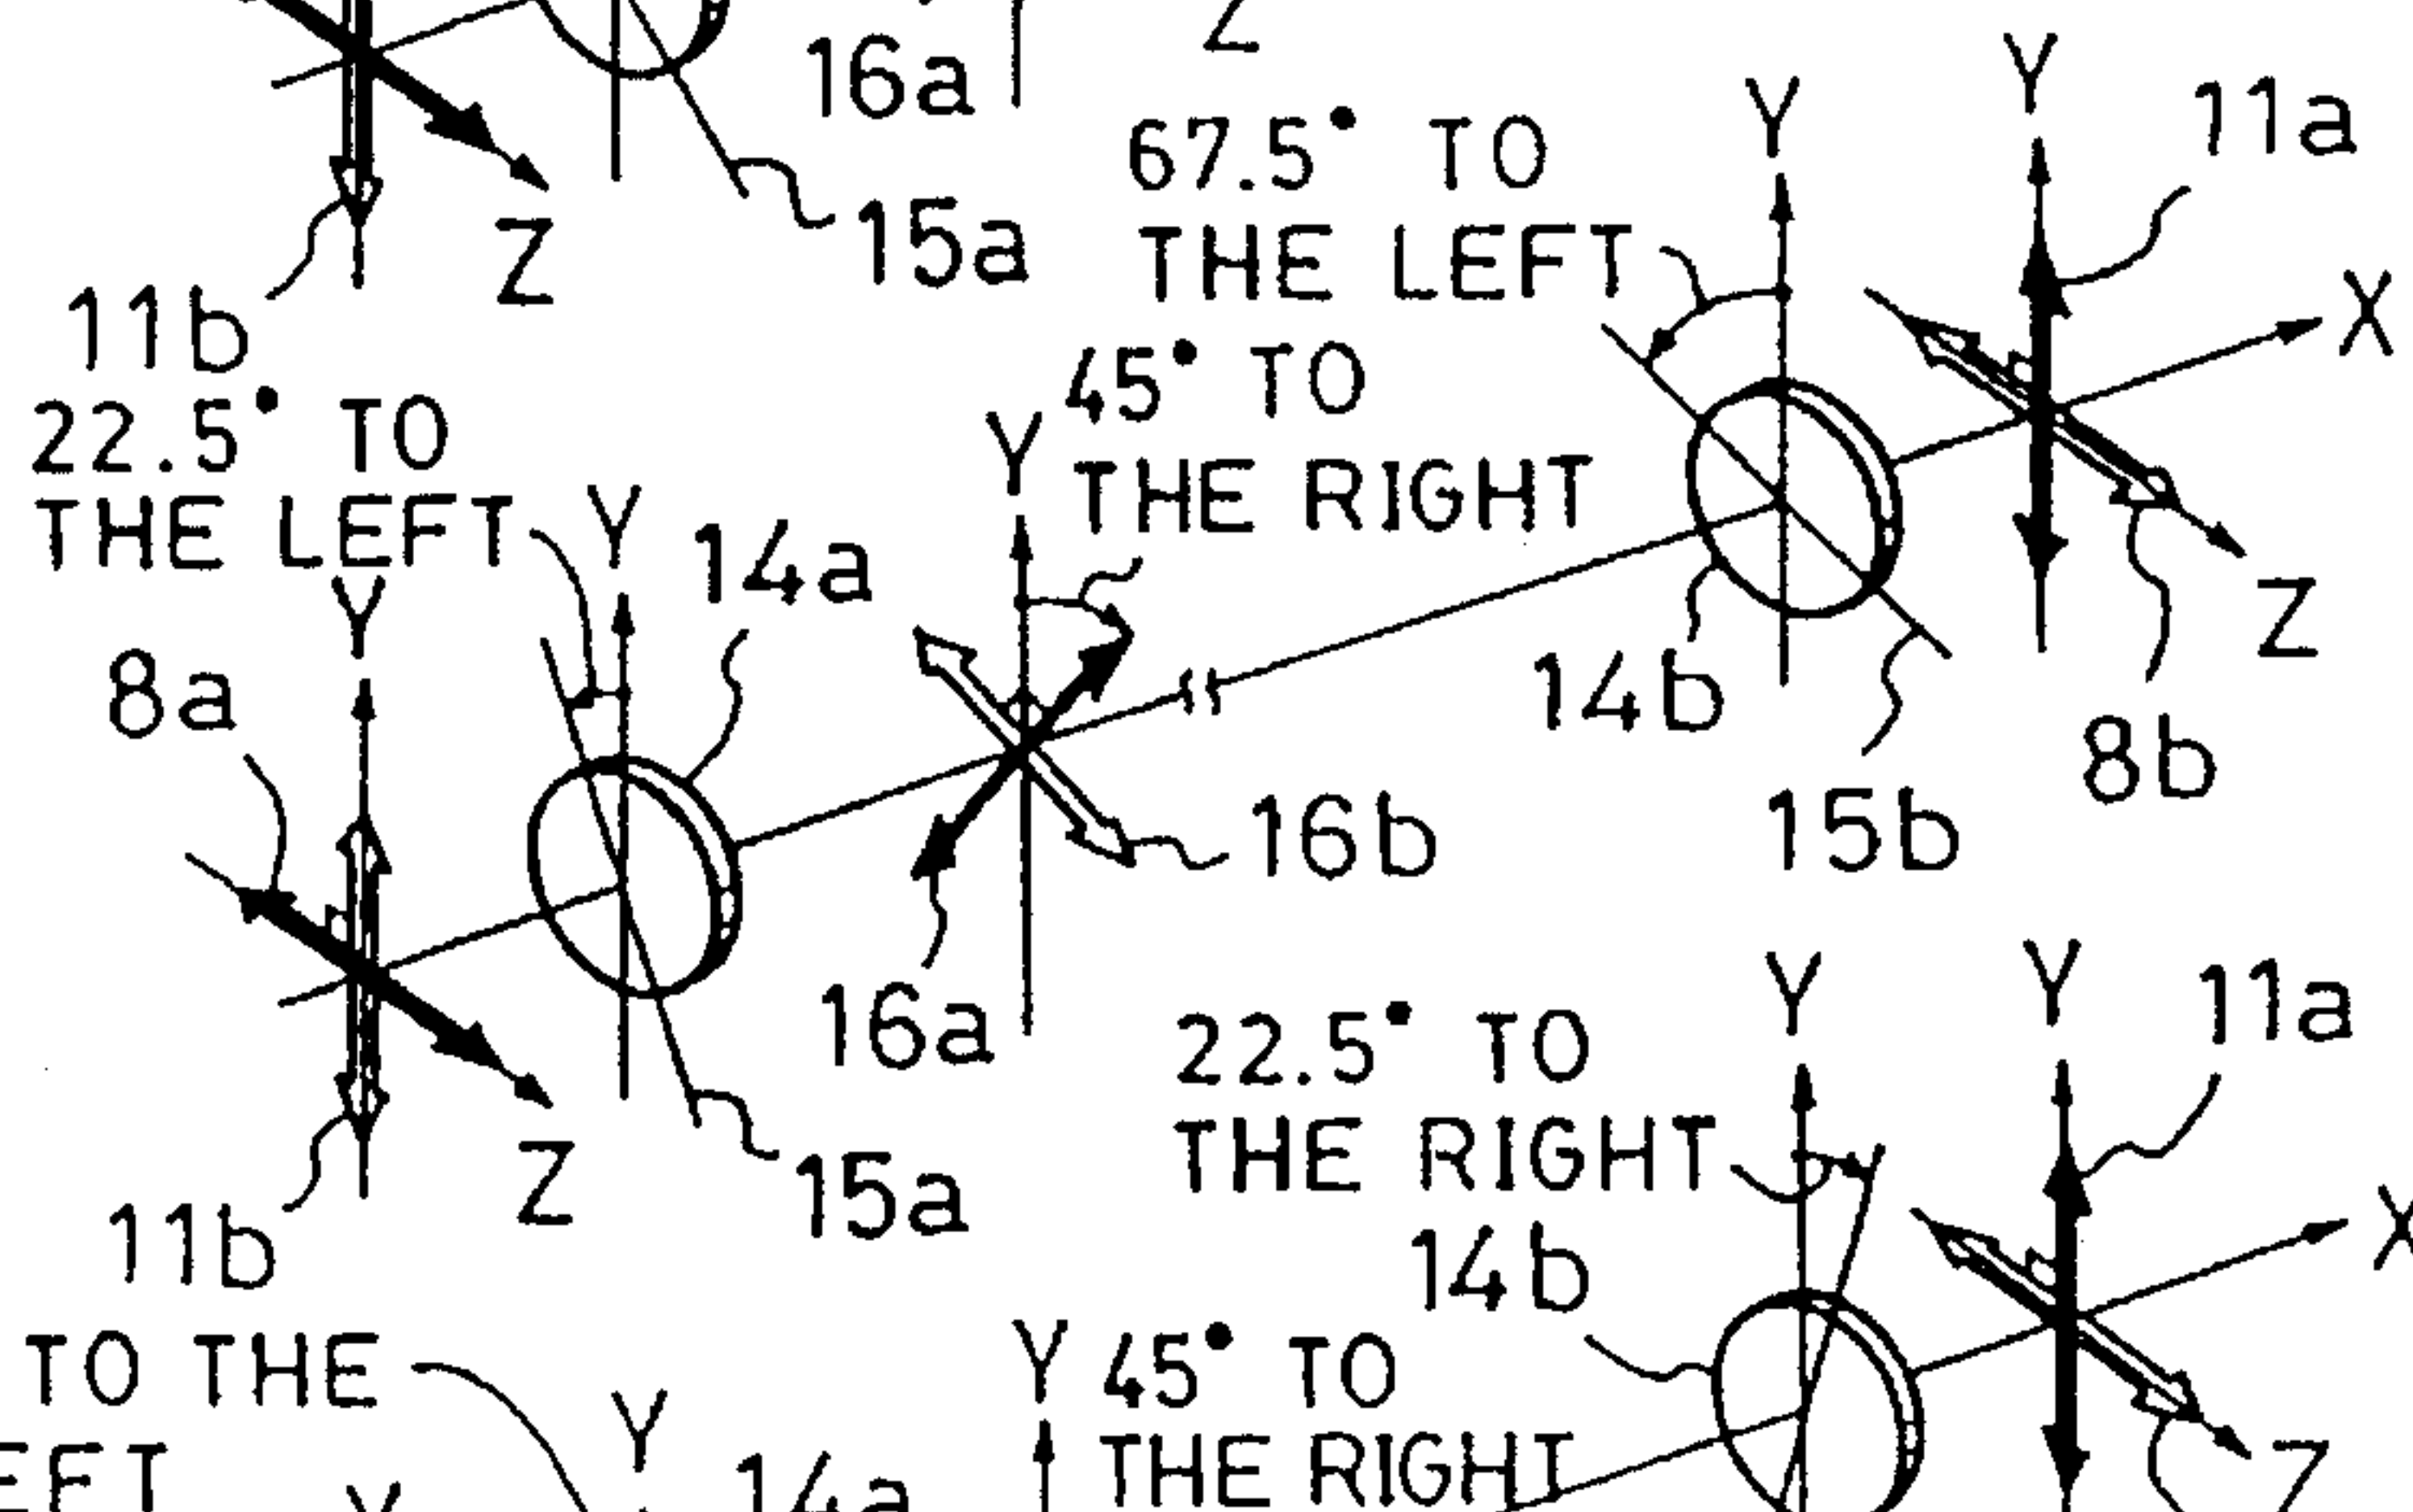 Z
16a
Y
Y
11a
67.5° TO
THE LEFT
15a
Z
11b
X
45° TO
THE RIGHT
Y
22.5° TO
THE LEFT
Y
14a
Y
8a
Z
14b
8b
15b
16b
16a
Y
Y
11a
22.5° TO
THE RIGHT
15a
Z
11b
14b
X
TO THE
EFT
Y
45° TO
THE RIGHT
Y
14a
Y
Z